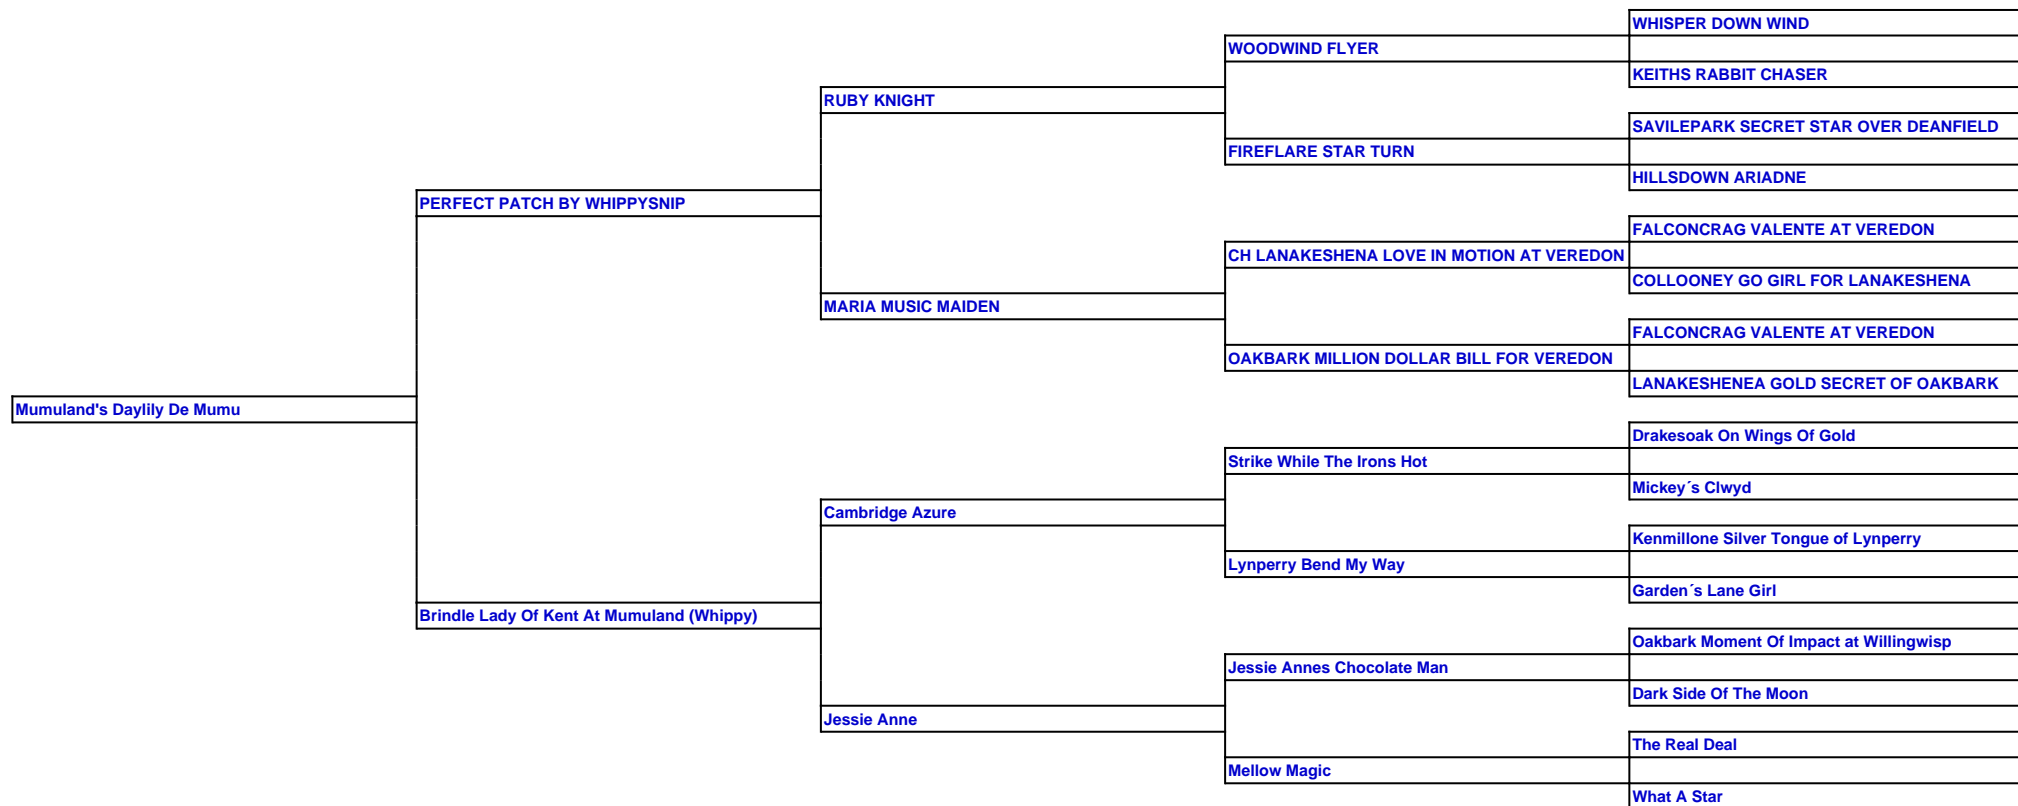 WHISPER DOWN WIND
WOODWIND FLYER
KEITHS RABBIT CHASER
RUBY KNIGHT
SAVILEPARK SECRET STAR OVER DEANFIELD
FIREFLARE STAR TURN
HILLSDOWN ARIADNE
PERFECT PATCH BY WHIPPYSNIP
FALCONCRAG VALENTE AT VEREDON
CH LANAKESHENA LOVE IN MOTION AT VEREDON
COLLOONEY GO GIRL FOR LANAKESHENA
MARIA MUSIC MAIDEN
FALCONCRAG VALENTE AT VEREDON
OAKBARK MILLION DOLLAR BILL FOR VEREDON
LANAKESHENEA GOLD SECRET OF OAKBARK
Mumuland's Daylily De Mumu
Drakesoak On Wings Of Gold
Strike While The Irons Hot
Mickey´s Clwyd
Cambridge Azure
Kenmillone Silver Tongue of Lynperry
Lynperry Bend My Way
Garden´s Lane Girl
Brindle Lady Of Kent At Mumuland (Whippy)
Oakbark Moment Of Impact at Willingwisp
Jessie Annes Chocolate Man
Dark Side Of The Moon
Jessie Anne
The Real Deal
Mellow Magic
What A Star